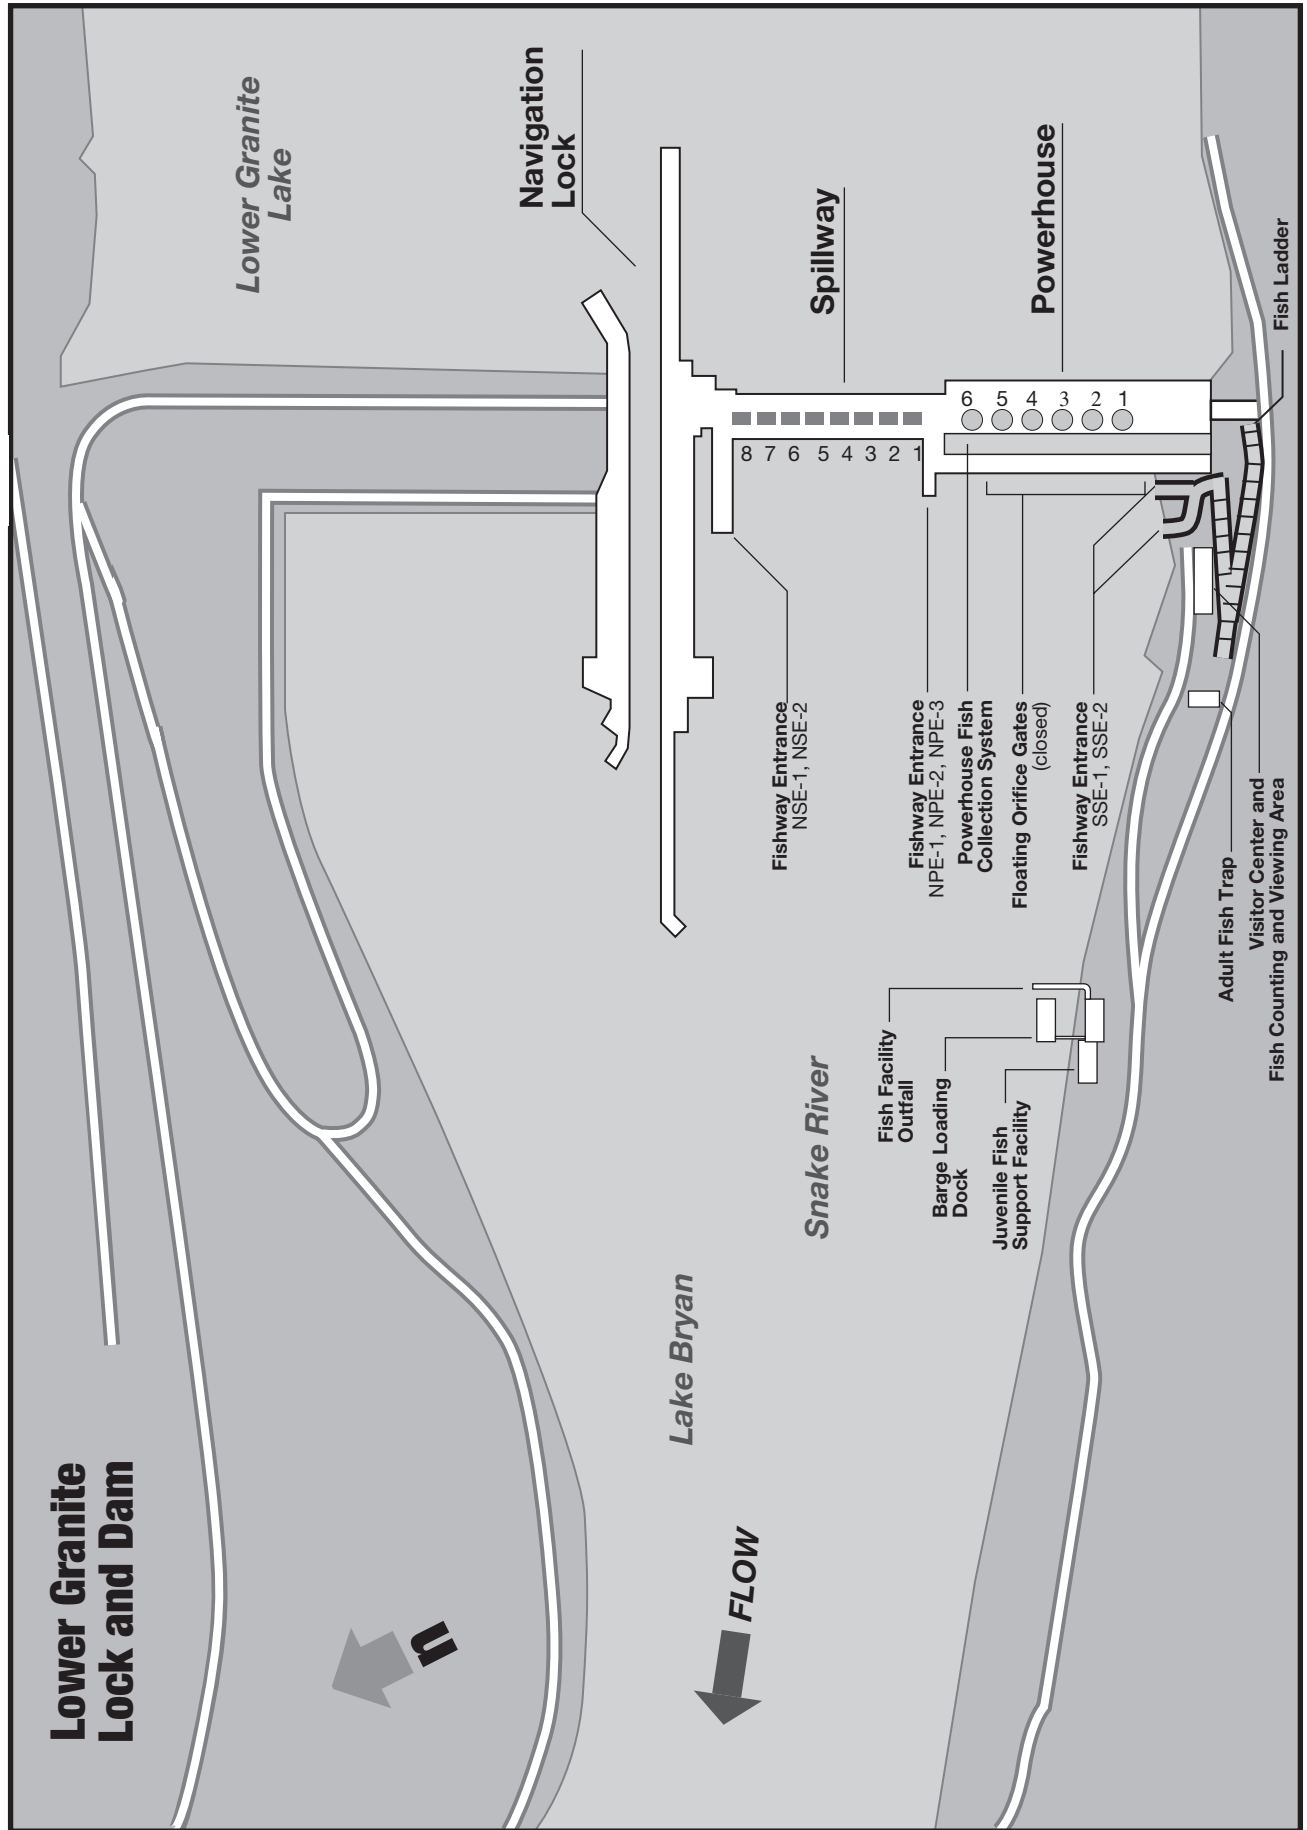 Lower Granite
Lock and Dam
n
FLOW
Lower Granite
Lake
Lake Bryan
Snake River
Navigation
Lock
Spillway
Powerhouse
8 7 6 5 4 3 2 1
6 5 4 3 2 1
Fishway Entrance
NSE-1, NSE-2
Fishway Entrance
NPE-1, NPE-2, NPE-3
Powerhouse Fish
Collection System
Floating Orifice Gates
(closed)
Fishway Entrance
SSE-1, SSE-2
Fish Facility
Outfall
Barge Loading
Dock
Juvenile Fish
Support Facility
Adult Fish Trap
Visitor Center and
Fish Counting and Viewing Area
Fish Ladder